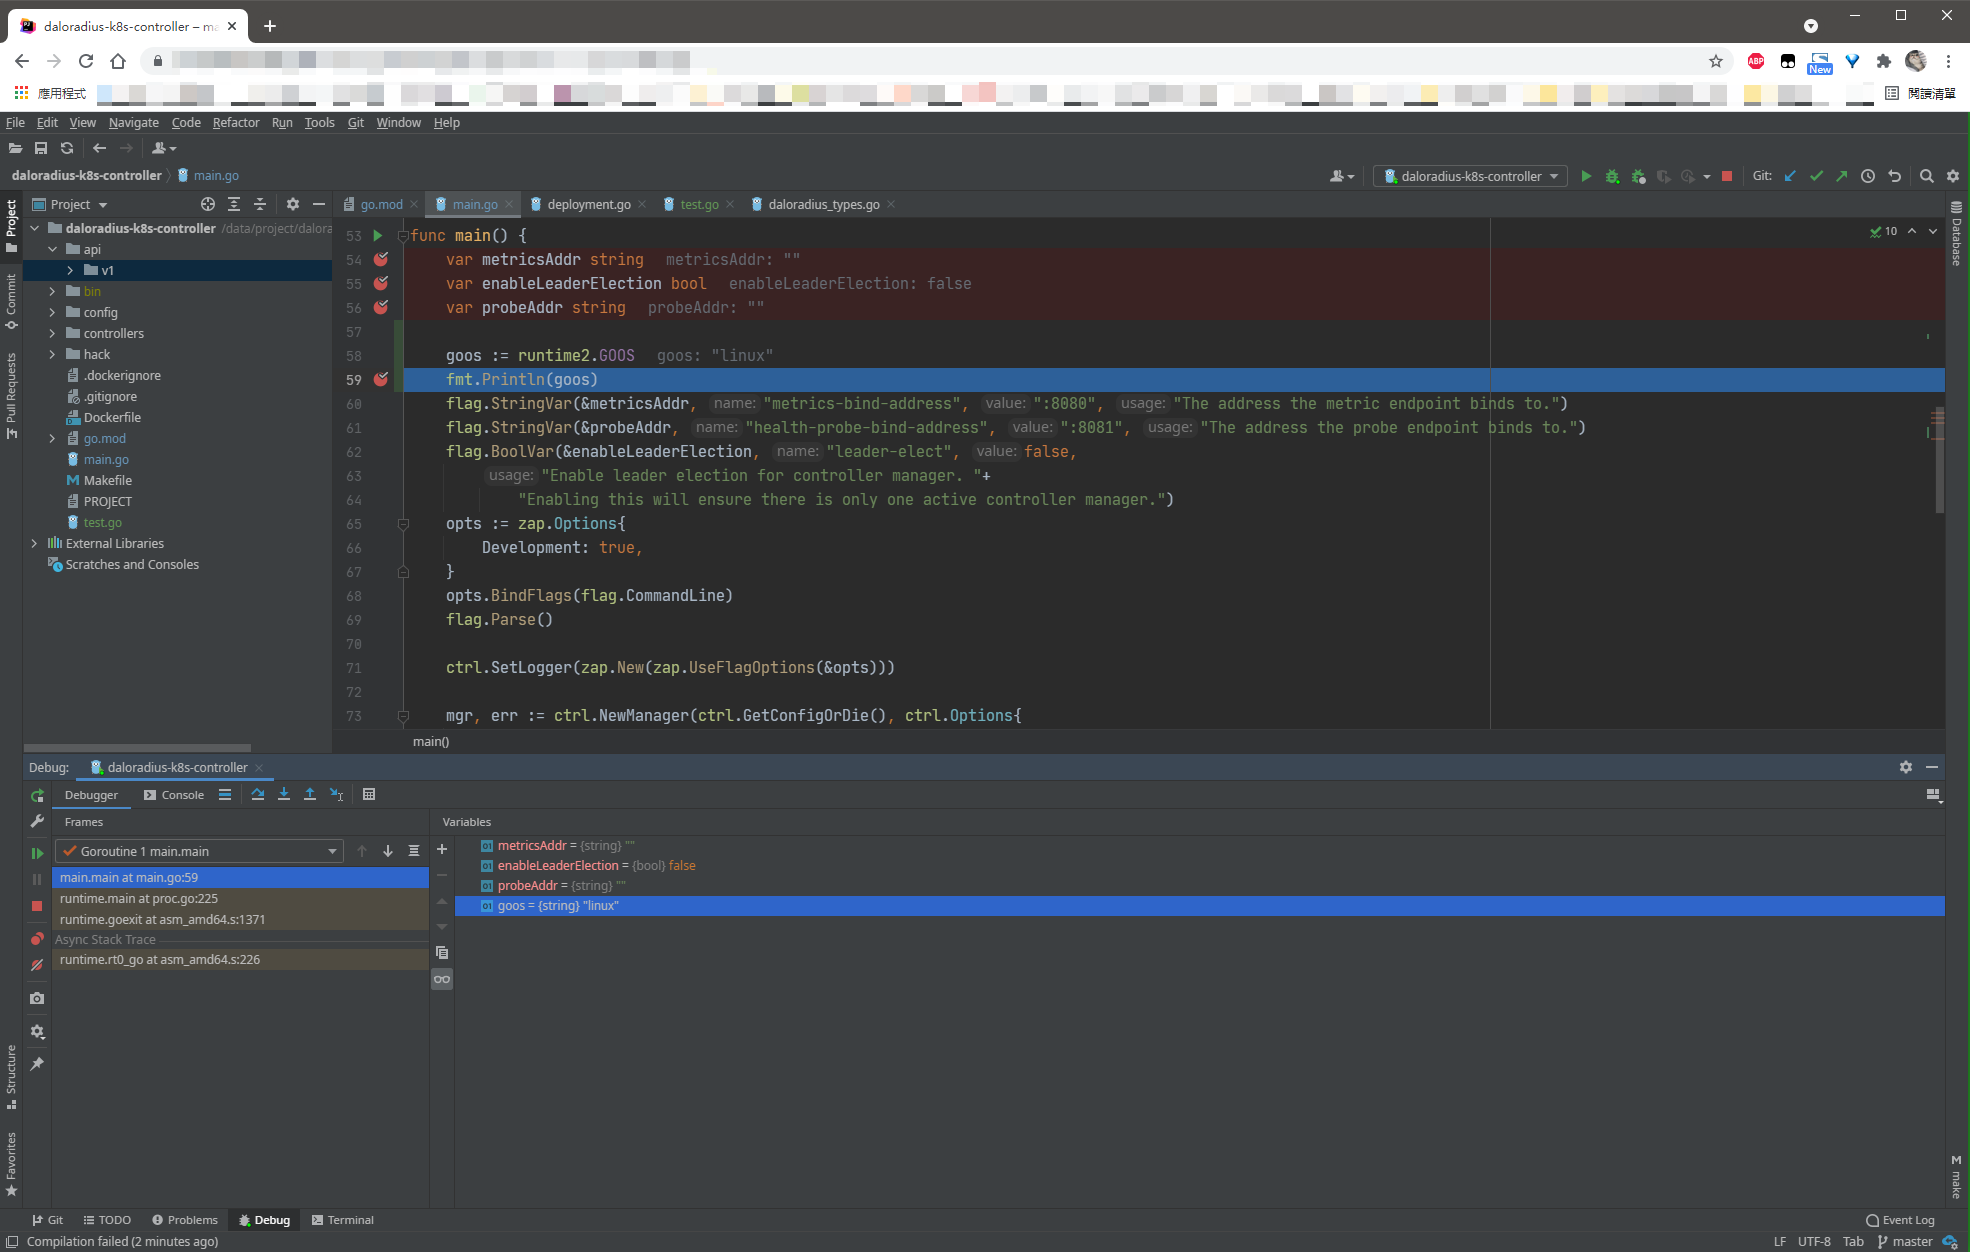 daloradius-k8s-controller – ma
New
ABP
應用程式
閱讀清單
File Edit View Navigate Code Refactor Run Tools Git Window Help
daloradius-k8s-controller main.go
daloradius-k8s-controller Git:
Project
go.mod main.go deployment.go test.go daloradius_types.go
daloradius-k8s-controller /data/project/dalora
api
v1
bin
config
controllers
hack
.dockerignore
.gitignore
Dockerfile
go.mod
main.go
Makefile
PROJECT
test.go
External Libraries
Scratches and Consoles
Project
Commit
Pull Requests
Structure
Favorites
Database
make
10
53 func main() {
54 var metricsAddr string metricsAddr: ""
55 var enableLeaderElection bool enableLeaderElection: false
56 var probeAddr string probeAddr: ""
57
58 goos := runtime2.GOOS goos: "linux"
59 fmt.Println(goos)
60 flag.StringVar(&metricsAddr, name: "metrics-bind-address", value: ":8080", usage: "The address the metric endpoint binds to.")
61 flag.StringVar(&probeAddr, name: "health-probe-bind-address", value: ":8081", usage: "The address the probe endpoint binds to.")
62 flag.BoolVar(&enableLeaderElection, name: "leader-elect", value: false,
63 usage: "Enable leader election for controller manager. "+
64 "Enabling this will ensure there is only one active controller manager.")
65 opts := zap.Options{
66 Development: true,
67 }
68 opts.BindFlags(flag.CommandLine)
69 flag.Parse()
70
71 ctrl.SetLogger(zap.New(zap.UseFlagOptions(&opts)))
72
73 mgr, err := ctrl.NewManager(ctrl.GetConfigOrDie(), ctrl.Options{
main()
Debug: daloradius-k8s-controller
Debugger Console
Frames
Variables
Goroutine 1 main.main
main.main at main.go:59
runtime.main at proc.go:225
runtime.goexit at asm_amd64.s:1371
Async Stack Trace
runtime.rt0_go at asm_amd64.s:226
metricsAddr = {string} ""
enableLeaderElection = {bool} false
probeAddr = {string} ""
goos = {string} "linux"
Git TODO Problems Debug Terminal
Event Log
Compilation failed (2 minutes ago)
LF UTF-8 Tab master